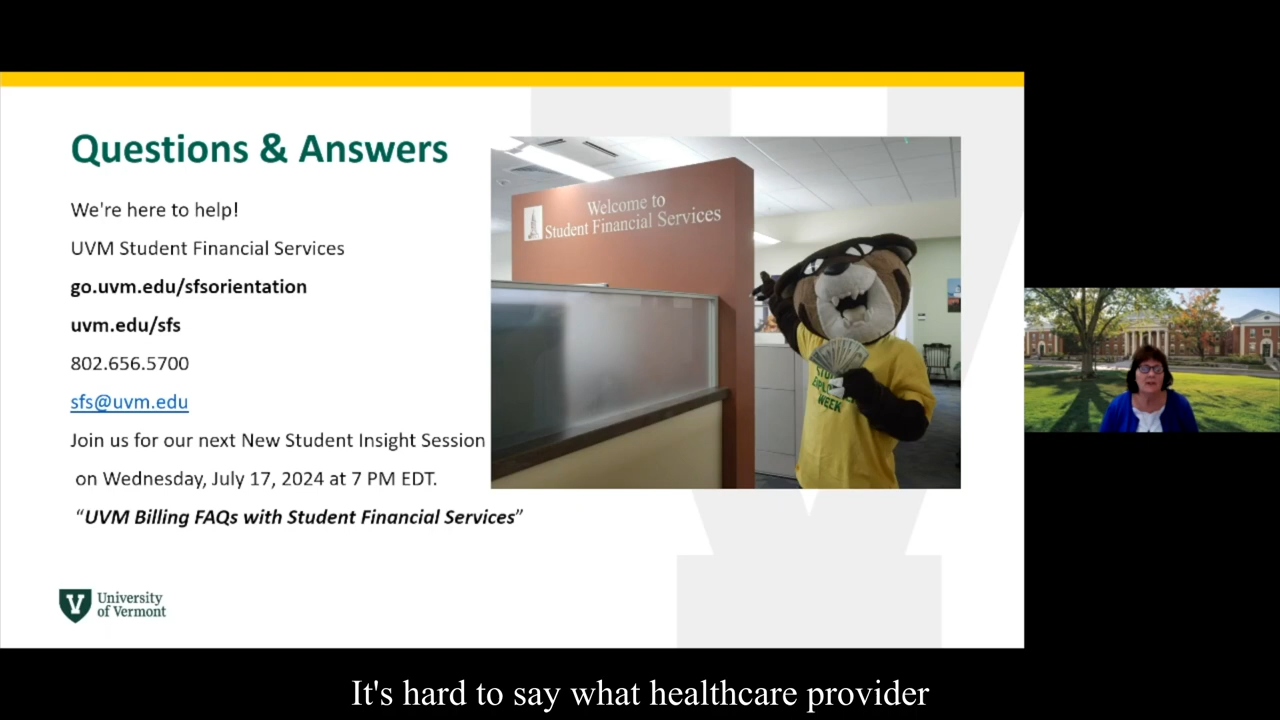 Questions & Answers
We're here to help!
UVM Student Financial Services
go.uvm.edu/sfsorientation
uvm.edu/sfs
802.656.5700
sfs@uvm.edu
Join us for our next New Student Insight Session
on Wednesday, July 17, 2024 at 7 PM EDT.
“UVM Billing FAQs with Student Financial Services”
Welcome to
Student Financial Services
WEEK
V University
of Vermont
It's hard to say what healthcare provider